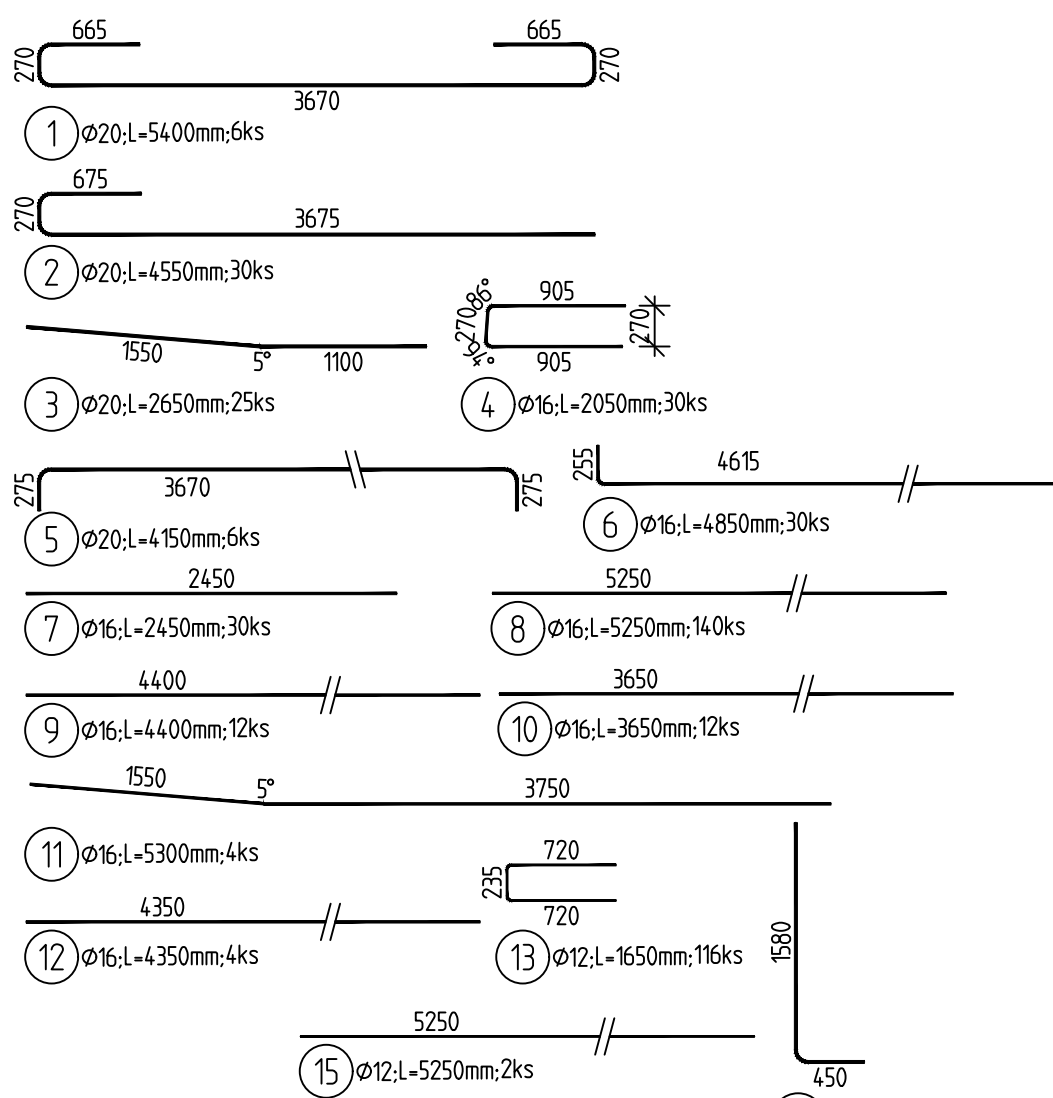 665 665
270 270
3670
1 Ø20;L=5400mm;6ks
675
270 3675
2 Ø20;L=4550mm;30ks
86° 905
270 270
94° 905
1550 5° 1100
3 Ø20;L=2650mm;25ks
4 Ø16;L=2050mm;30ks
275 3670 275
5 Ø20;L=4150mm;6ks
255 4615
6 Ø16;L=4850mm;30ks
2450
7 Ø16;L=2450mm;30ks
5250
8 Ø16;L=5250mm;140ks
4400
9 Ø16;L=4400mm;12ks
3650
10 Ø16;L=3650mm;12ks
1550 5° 3750
11 Ø16;L=5300mm;4ks
720
235
720
13 Ø12;L=1650mm;116ks
4350
12 Ø16;L=4350mm;4ks
1580
450
5250
15 Ø12;L=5250mm;2ks